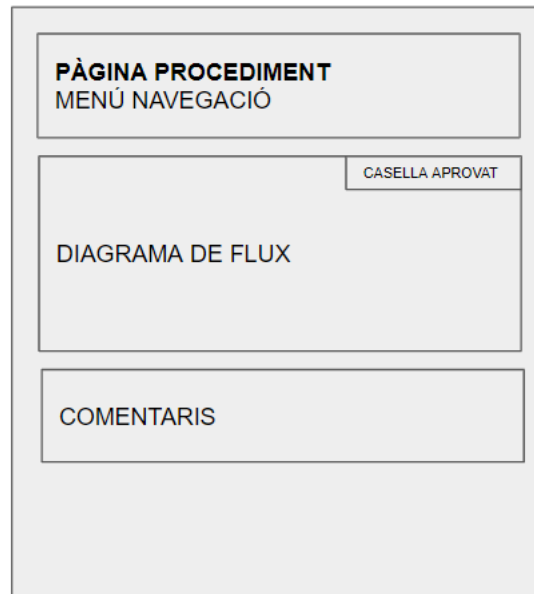 PÀGINA PROCEDIMENT
MENÚ NAVEGACIÓ
CASELLA APROVAT
DIAGRAMA DE FLUX
COMENTARIS